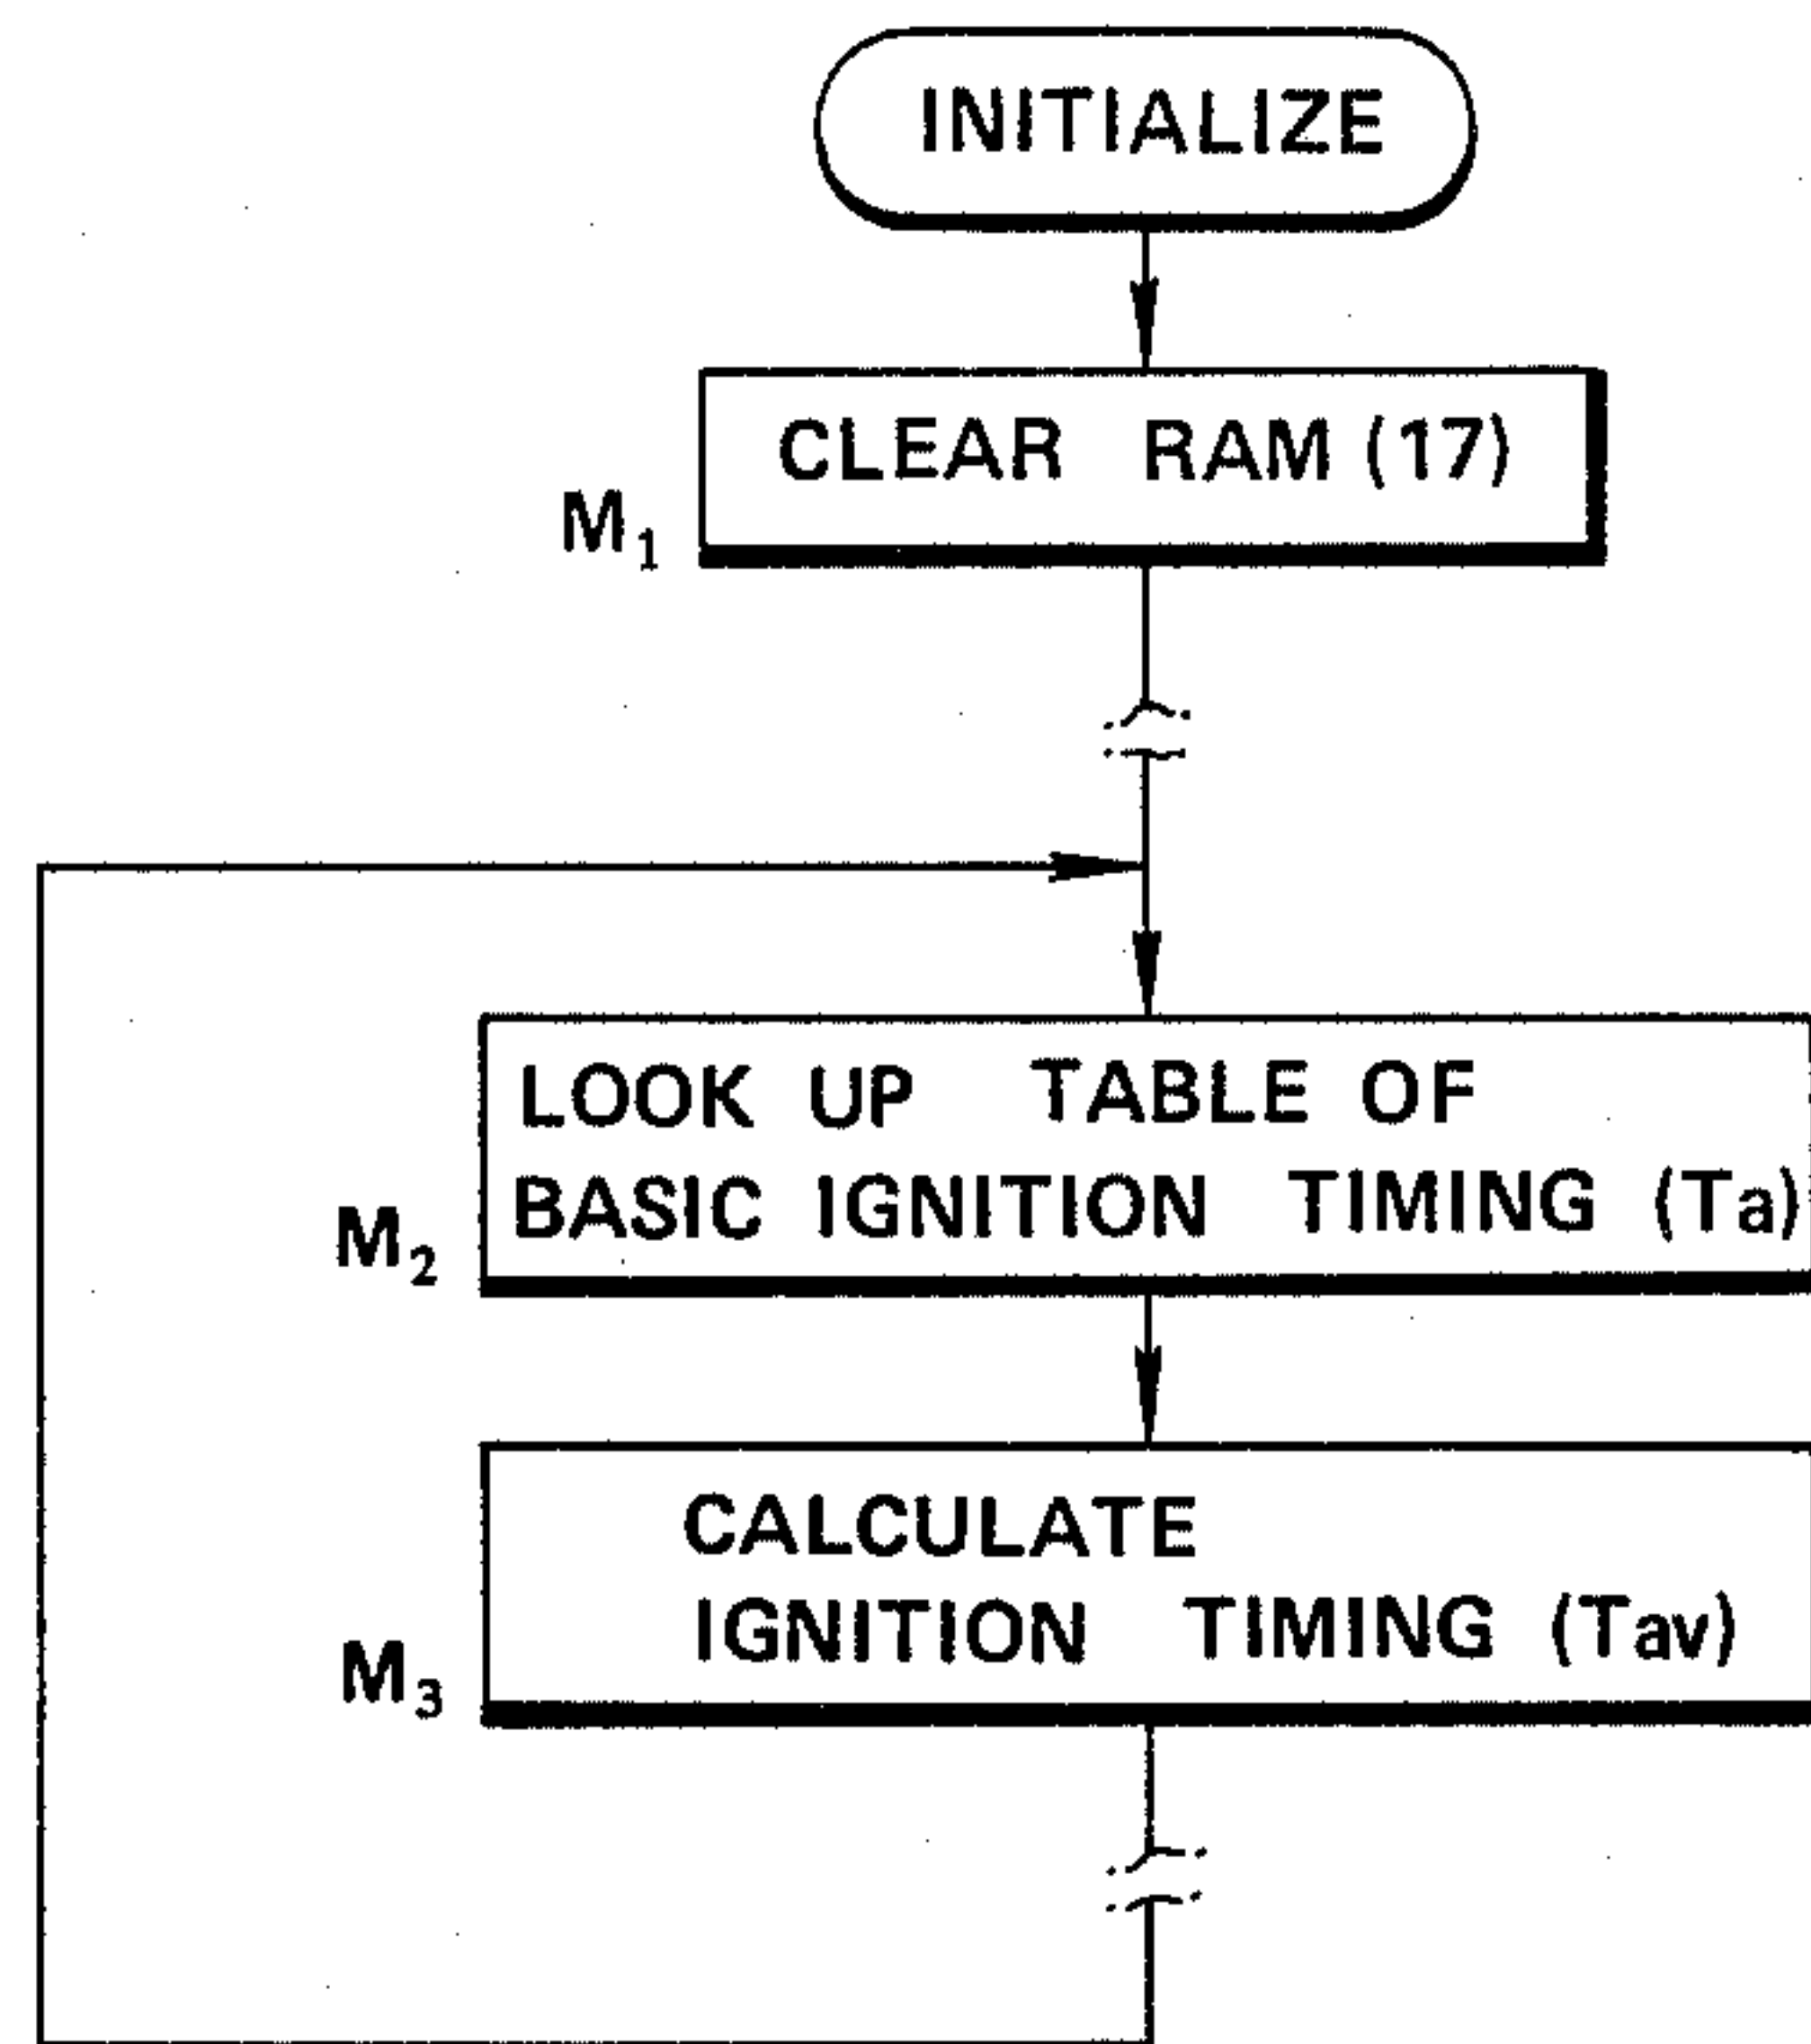 INITIALIZE
CLEAR RAM (17)
M1
LOOK UP TABLE OF
BASIC IGNITION TIMING (Ta)
M2
CALCULATE
IGNITION TIMING (Tav)
M3